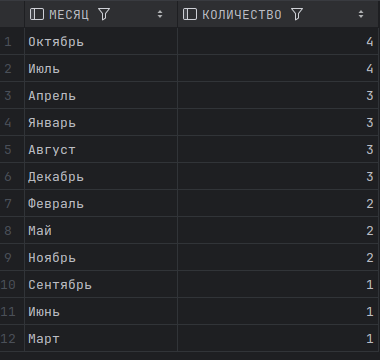 МЕСЯЦ КОЛИЧЕСТВО
1 Октябрь 4
2 Июль 4
3 Апрель 3
4 Январь 3
5 Август 3
6 Декабрь 3
7 Февраль 2
8 Май 2
9 Ноябрь 2
10 Сентябрь 1
11 Июнь 1
12 Март 1